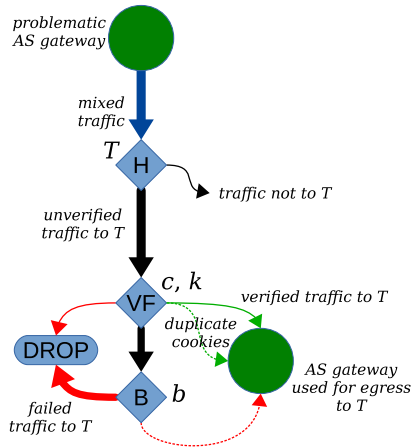 problematic
AS gateway
mixed
traffic
T
H
traffic not to T
unverified
traffic to T
c, k
VF
verified traffic to T
duplicate
cookies
DROP
AS gateway
used for egress
to T
B
b
failed
traffic to T